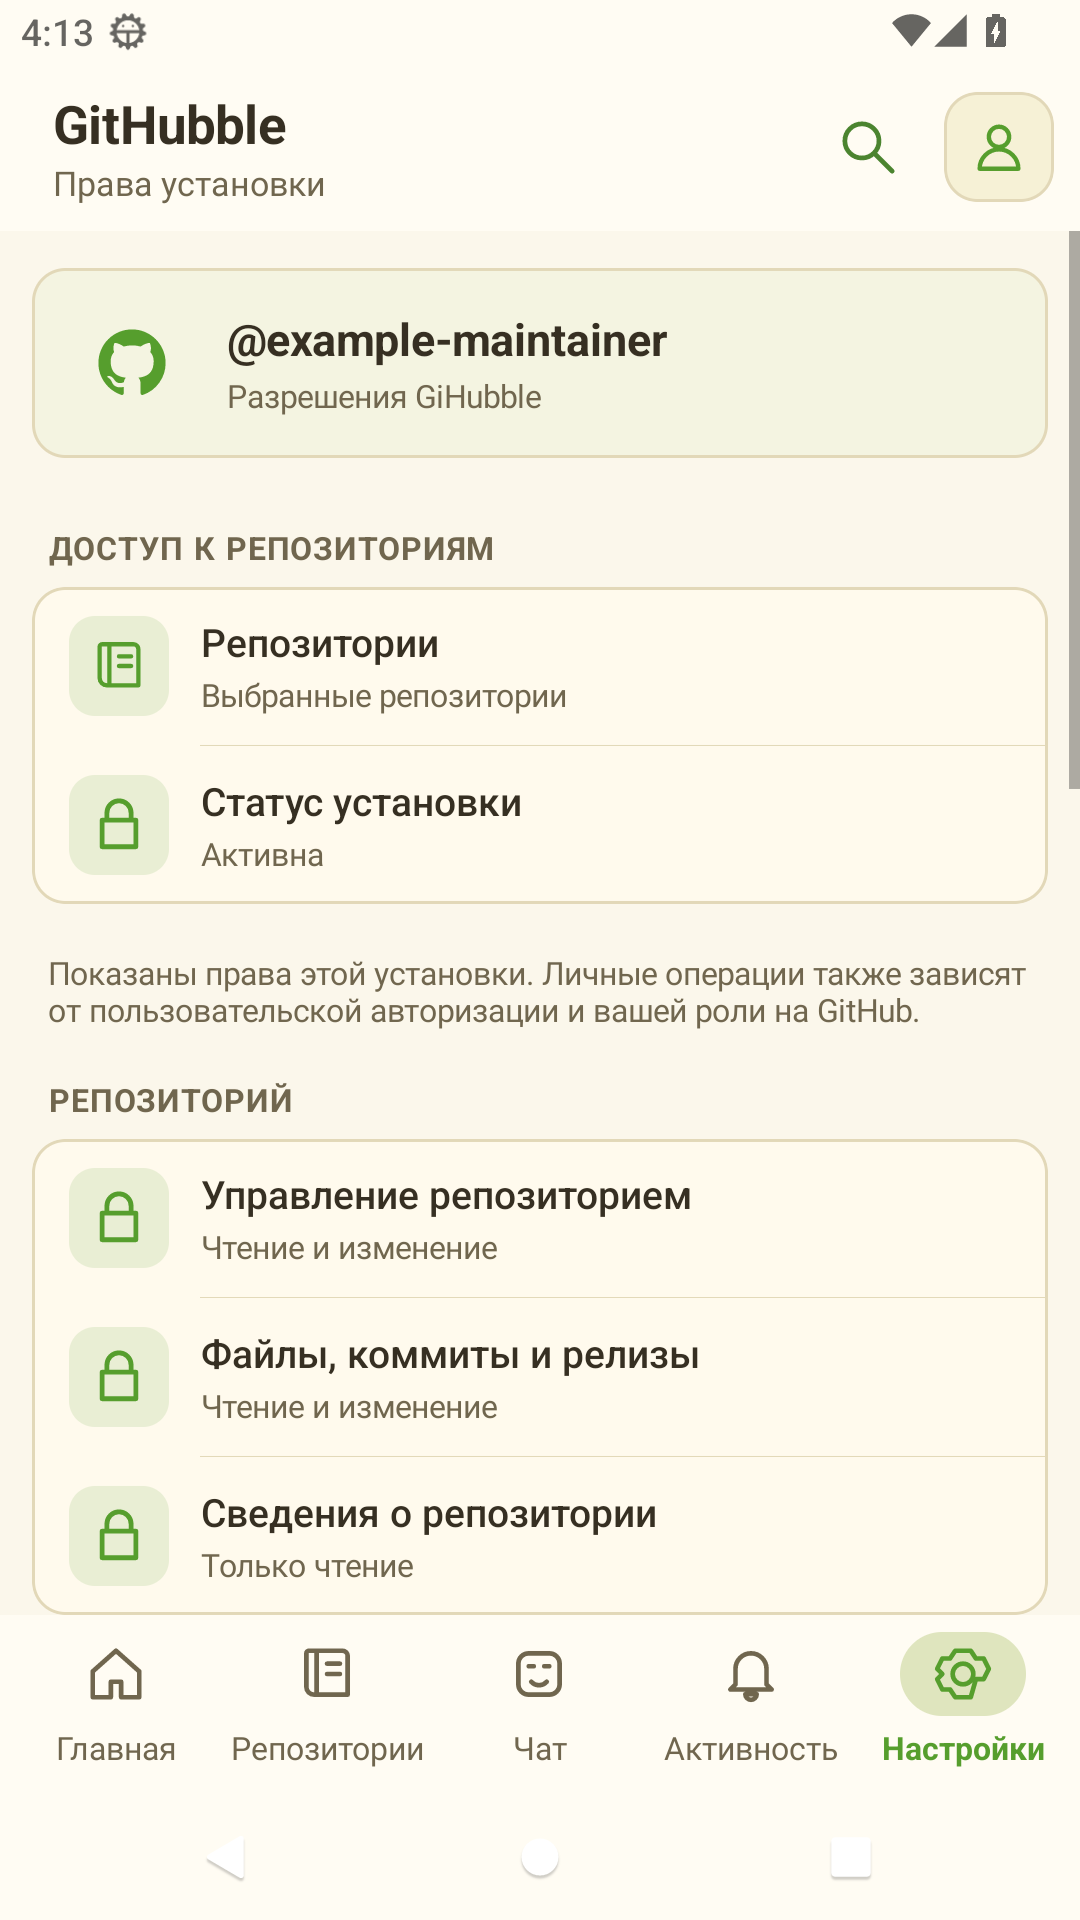 4:13
GitHubble
Права установки
@example-maintainer
Разрешения GiHubble
ДОСТУП К РЕПОЗИТОРИЯМ
Репозитории
Выбранные репозитории
Статус установки
Активна
Показаны права этой установки. Личные операции также зависят
от пользовательской авторизации и вашей роли на GitHub.
РЕПОЗИТОРИЙ
Управление репозиторием
Чтение и изменение
Файлы, коммиты и релизы
Чтение и изменение
Сведения о репозитории
Только чтение
Главная
Репозитории
Чат
Активность
Настройки